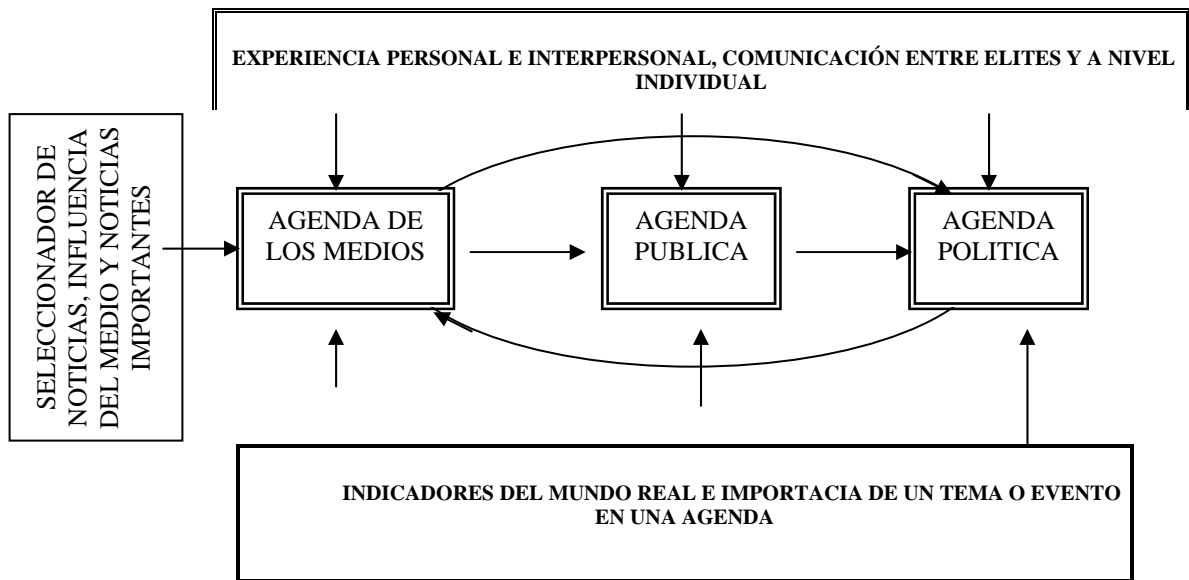 EXPERIENCIA PERSONAL E INTERPERSONAL, COMUNICACIÓN ENTRE ELITES Y A NIVEL
INDIVIDUAL
SELECCIONADOR DE
NOTICIAS, INFLUENCIA
DEL MEDIO Y NOTICIAS
IMPORTANTES
AGENDA DE
LOS MEDIOS
AGENDA
PUBLICA
AGENDA
POLITICA
INDICADORES DEL MUNDO REAL E IMPORTACIA DE UN TEMA O EVENTO
EN UNA AGENDA